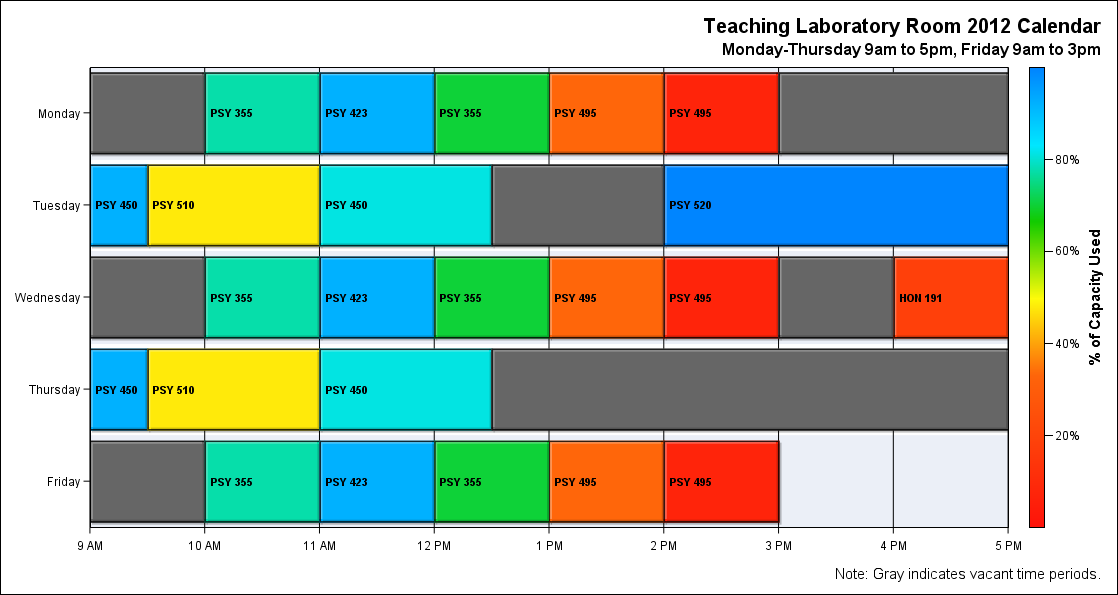 Teaching Laboratory Room 2012 Calendar
Monday-Thursday 9am to 5pm, Friday 9am to 3pm
Monday PSY 355 PSY 423 PSY 355 PSY 495 PSY 495
Tuesday PSY 450 PSY 510 PSY 450 PSY 520
Wednesday PSY 355 PSY 423 PSY 355 PSY 495 PSY 495 HON 191
Thursday PSY 450 PSY 510 PSY 450
Friday PSY 355 PSY 423 PSY 355 PSY 495 PSY 495
9 AM 10 AM 11 AM 12 PM 1 PM 2 PM 3 PM 4 PM 5 PM
80%
60%
40%
20%
% of Capacity Used
Note: Gray indicates vacant time periods.